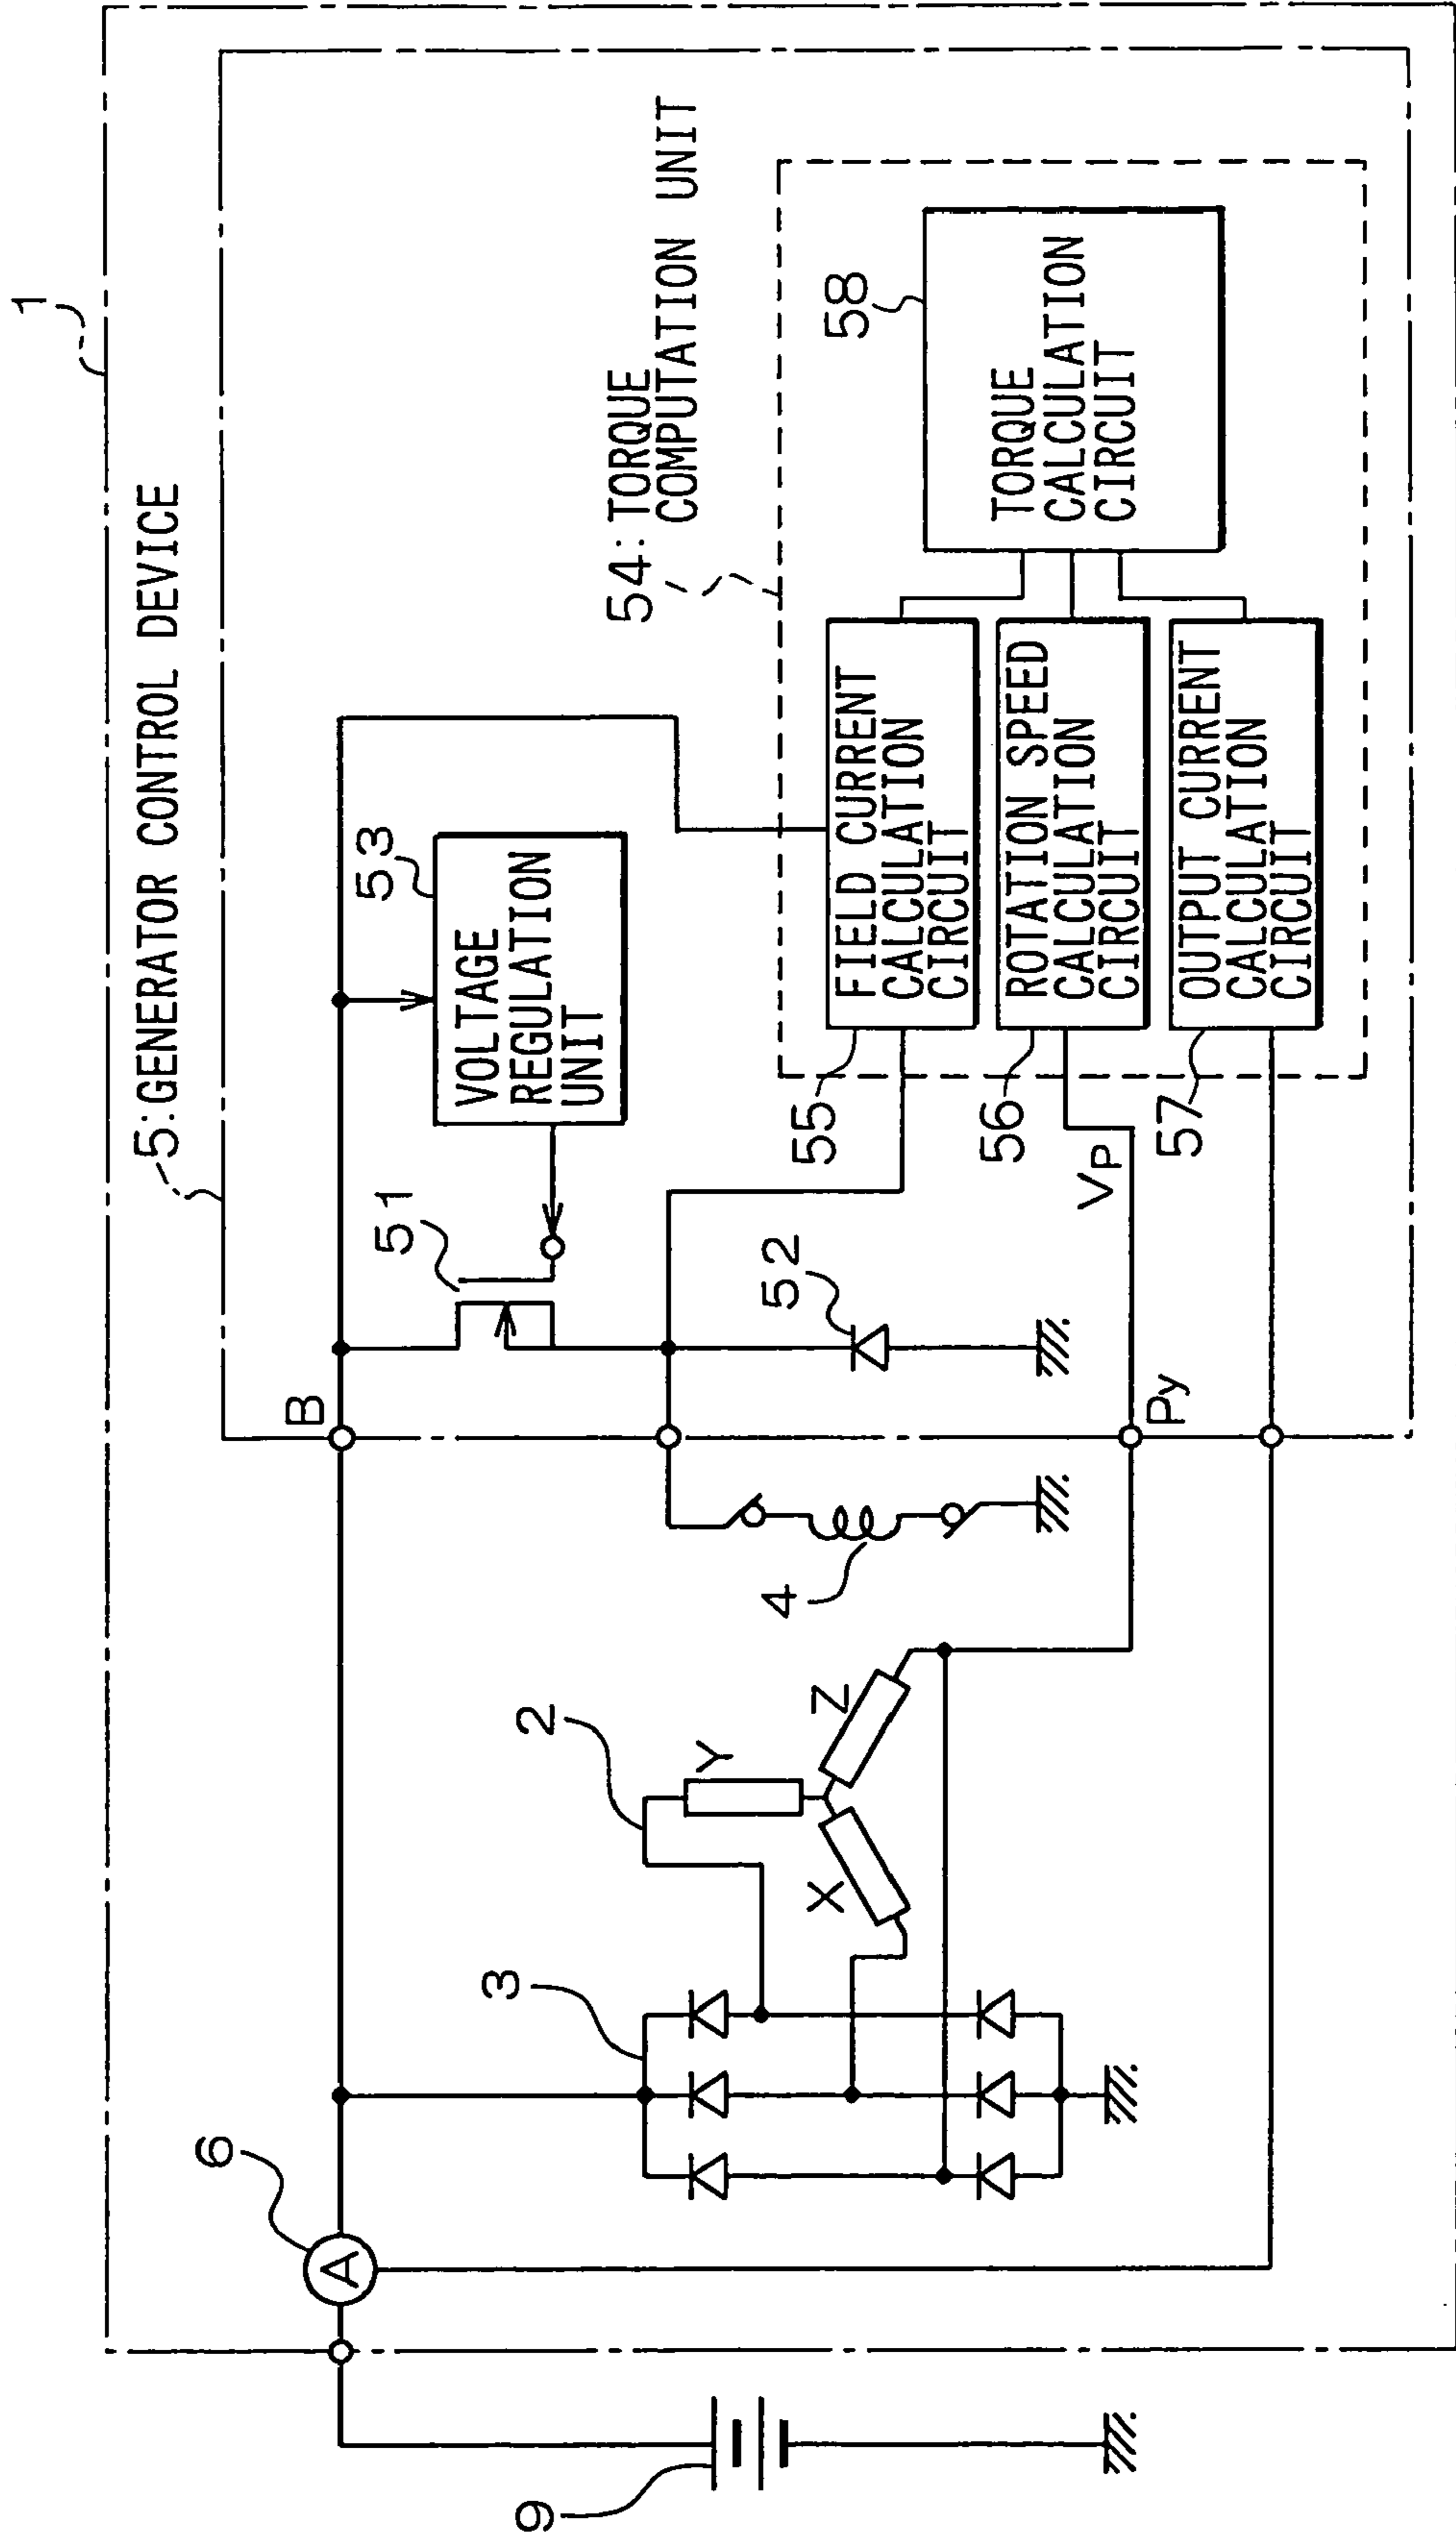 1
5:GENERATOR CONTROL DEVICE
6
B
51
53
VOLTAGE
REGULATION
UNIT
3
2
Y
X
Z
4
52
54:TORQUE
COMPUTATION UNIT
55
FIELD CURRENT
CALCULATION
CIRCUIT
58
TORQUE
CALCULATION
CIRCUIT
56
ROTATION SPEED
CALCULATION
CIRCUIT
VP
Py
57
OUTPUT CURRENT
CALCULATION
CIRCUIT
A
9